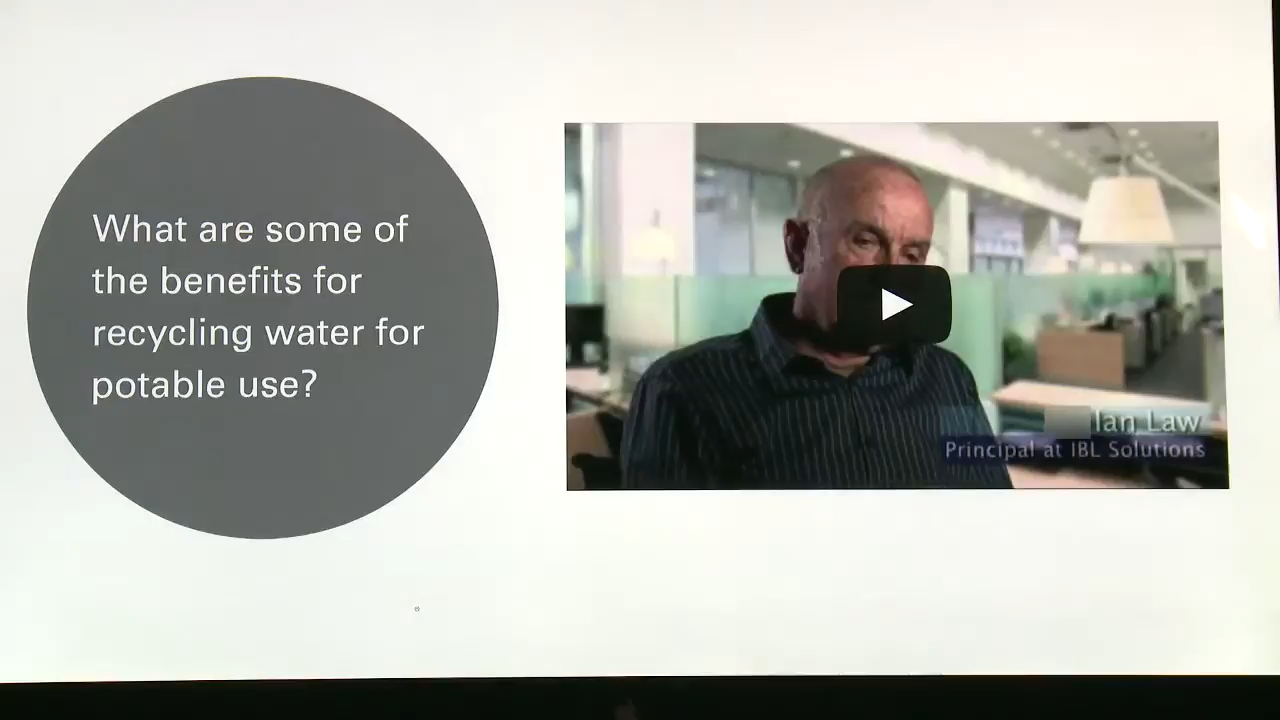 What are some of
the benefits for
recycling water for
potable use?
Ian Law
Principal at IBL Solutions